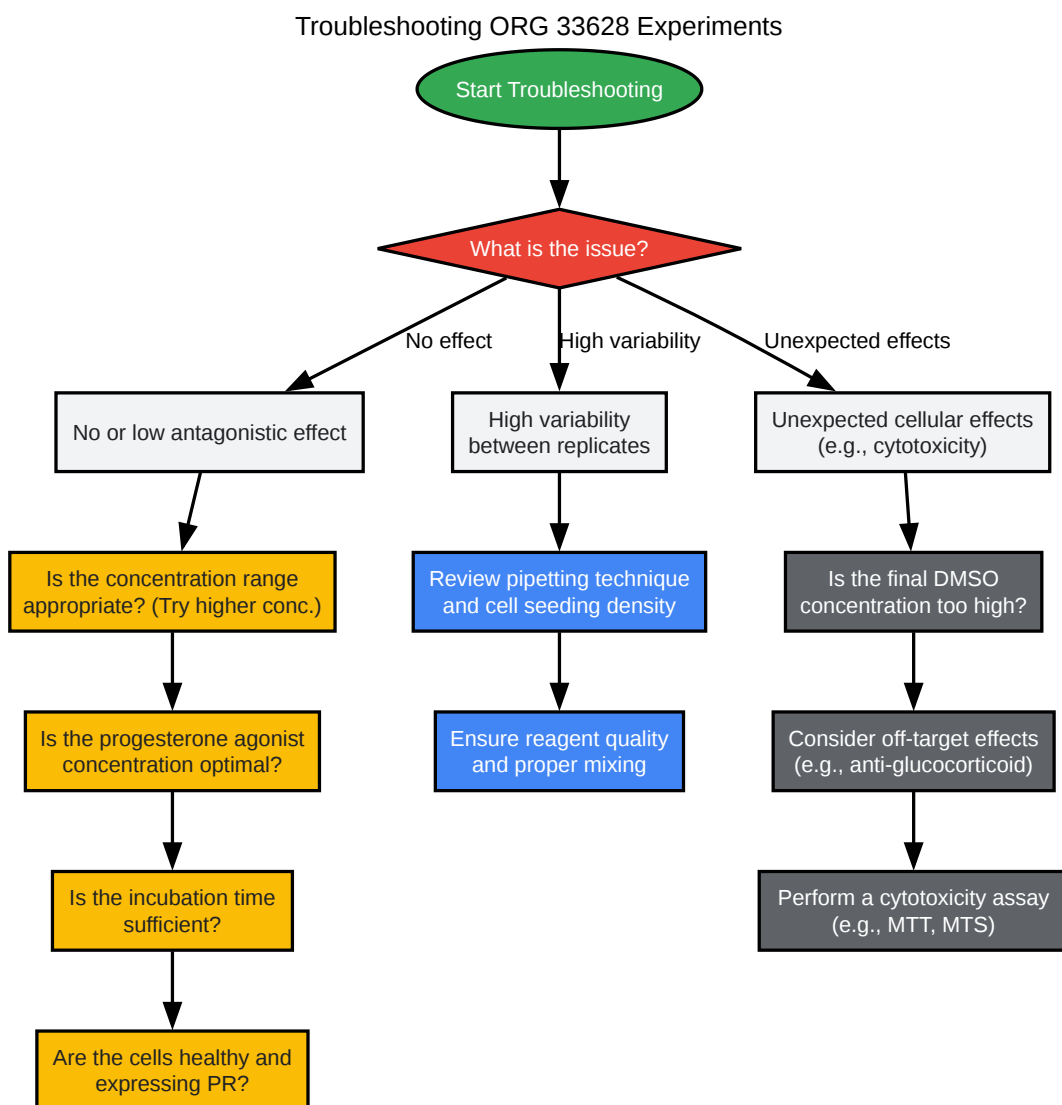 Troubleshooting ORG 33628 Experiments
Start Troubleshooting
What is the issue?
No effect
High variability
Unexpected effects
No or low antagonistic effect
High variability
between replicates
Unexpected cellular effects
(e.g., cytotoxicity)
Is the concentration range
appropriate? (Try higher conc.)
Review pipetting technique
and cell seeding density
Is the final DMSO
concentration too high?
Is the progesterone agonist
concentration optimal?
Ensure reagent quality
and proper mixing
Consider off-target effects
(e.g., anti-glucocorticoid)
Is the incubation time
sufficient?
Perform a cytotoxicity assay
(e.g., MTT, MTS)
Are the cells healthy and
expressing PR?